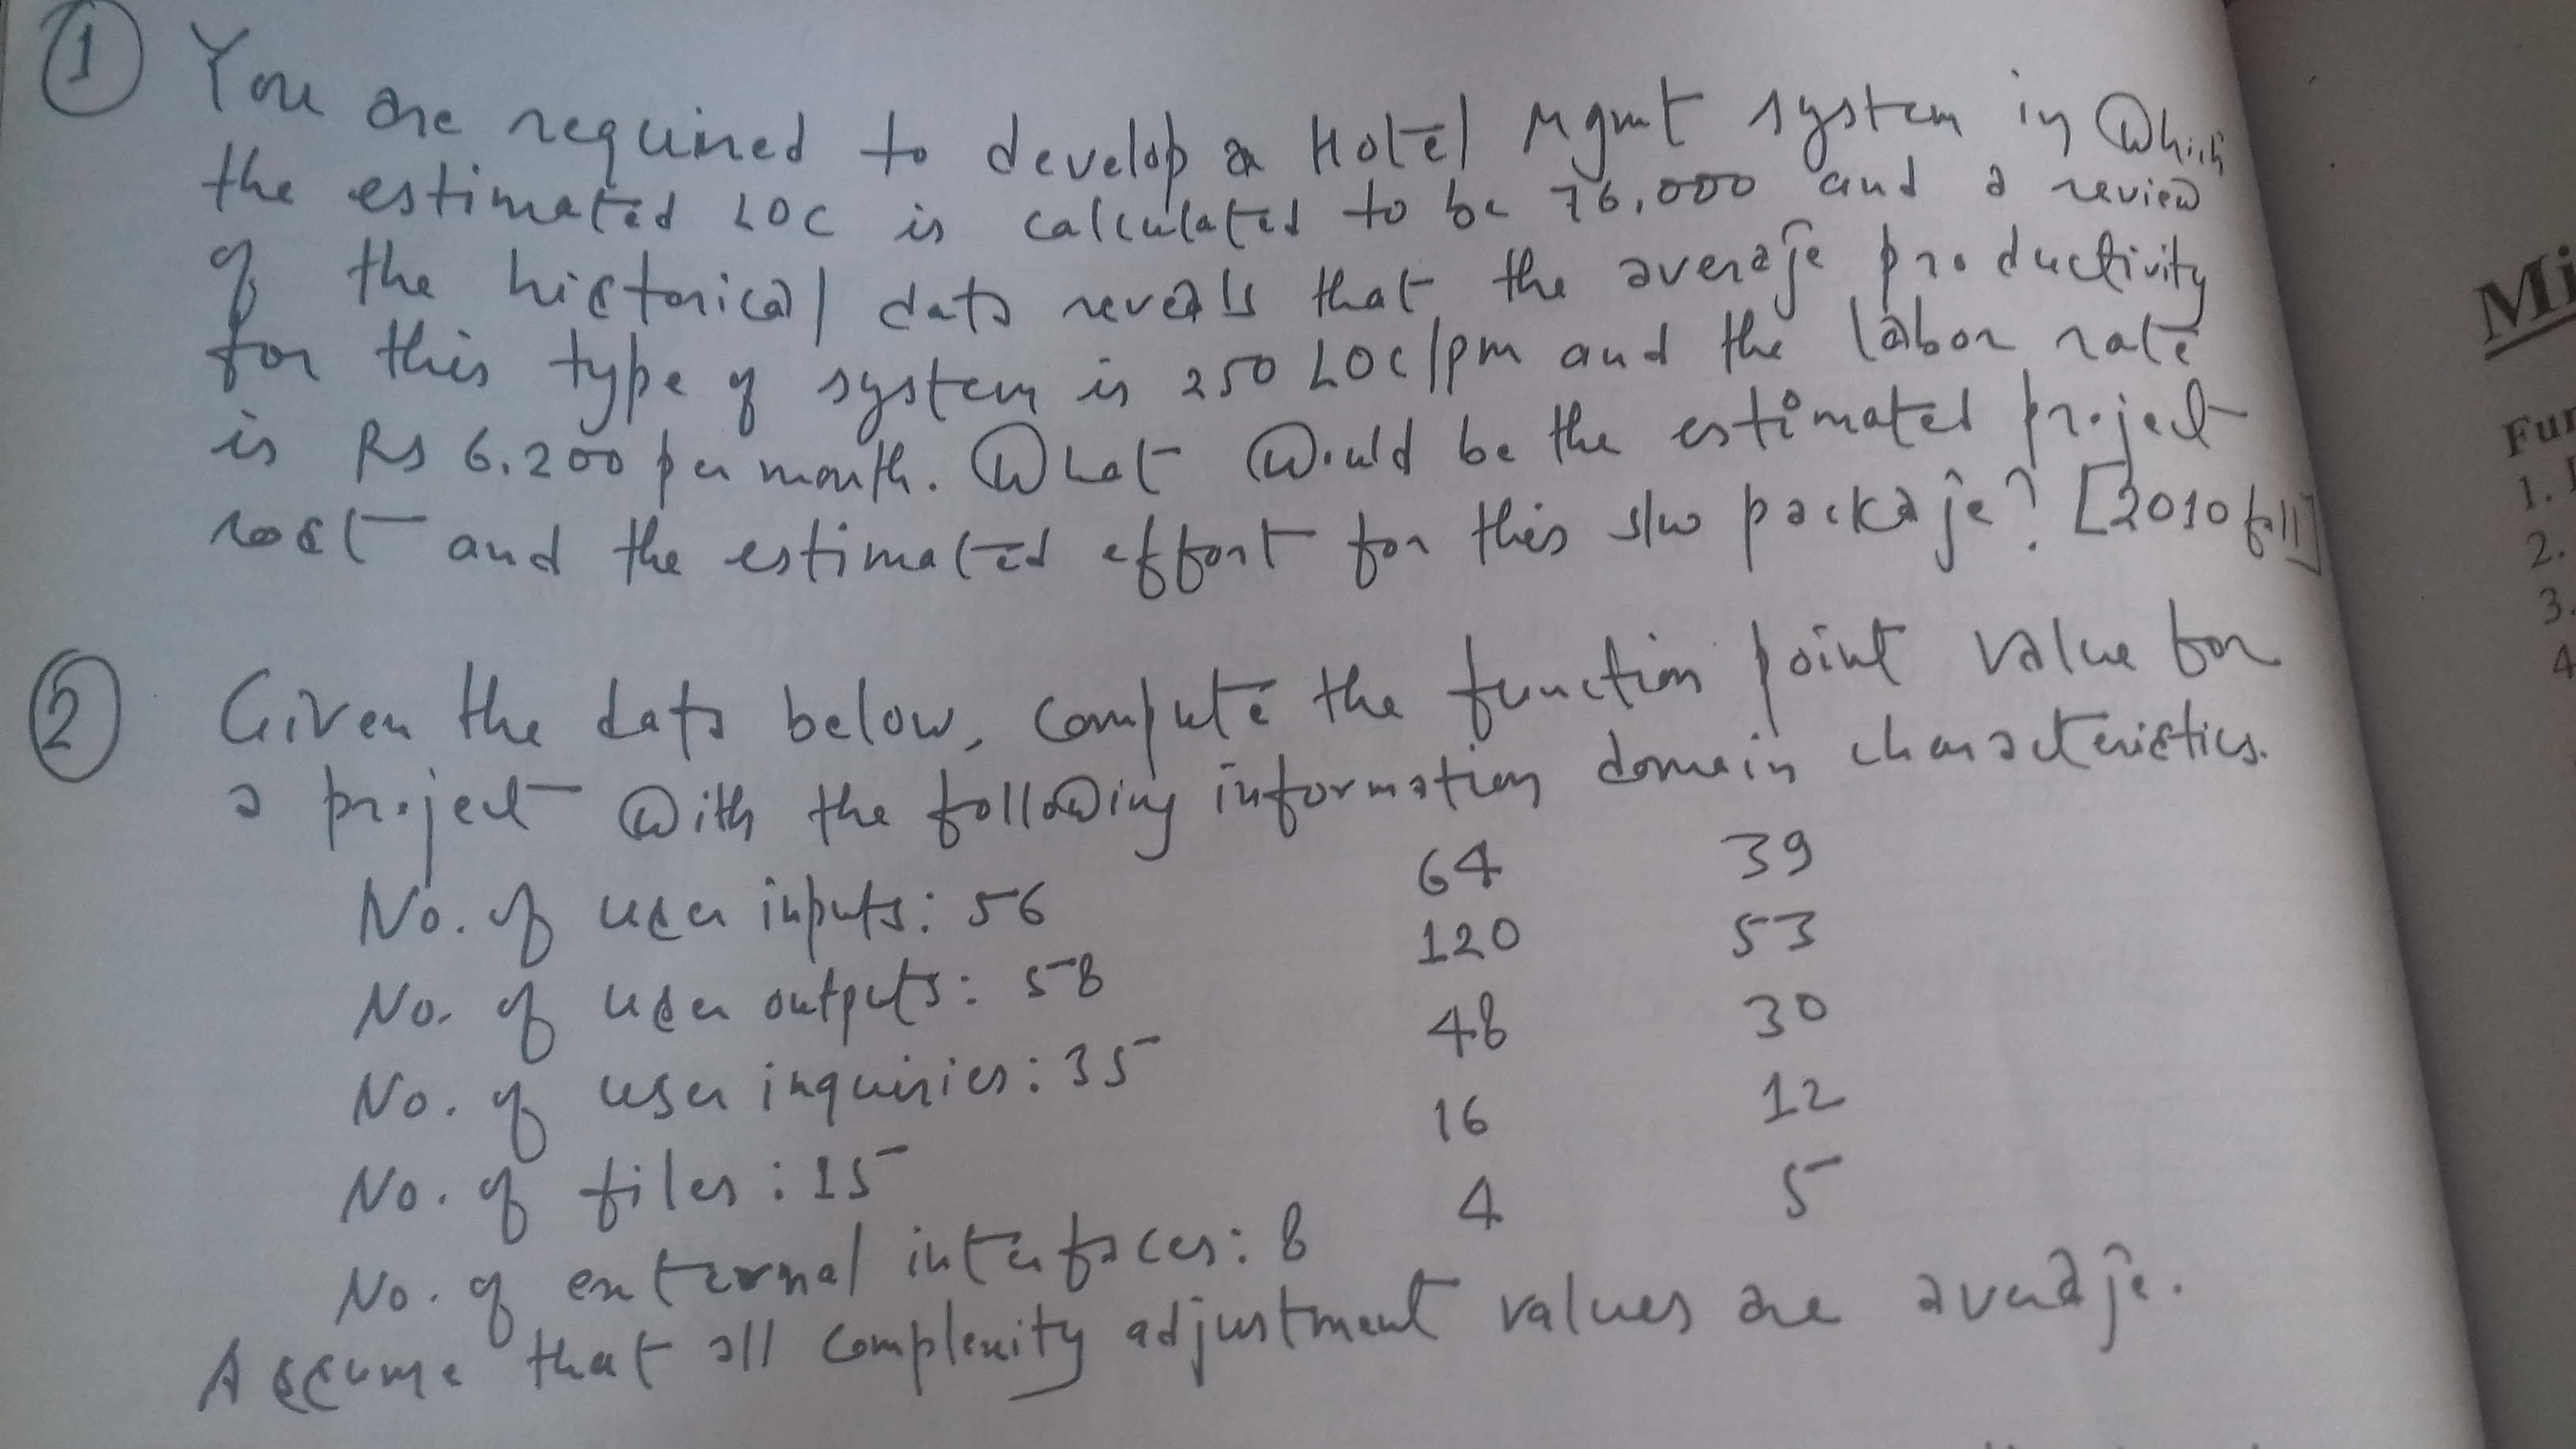 ① You are required to develop a Hotel Mgmt system in which
the estimated LOC is calculated to be 76,000 and a review
of the historical data reveals that the average productivity
for this type of system is 250 LOC/pm and the labor rate
is Rs 6,200 per month. What would be the estimated project
cost and the estimated effort for this s/w package? [2010 fall]
② Given the data below, compute the function point value for
a project with the following information domain characteristics.
No. of user inputs: 56 64 39
No. of user outputs: 58 120 53
No. of user inquiries: 35 48 30
No. of files: 15 16 12
No. of external interfaces: 8 4 5
Assume that all complexity adjustment values are average.
Mi
Fur
1.
2.
3.
4